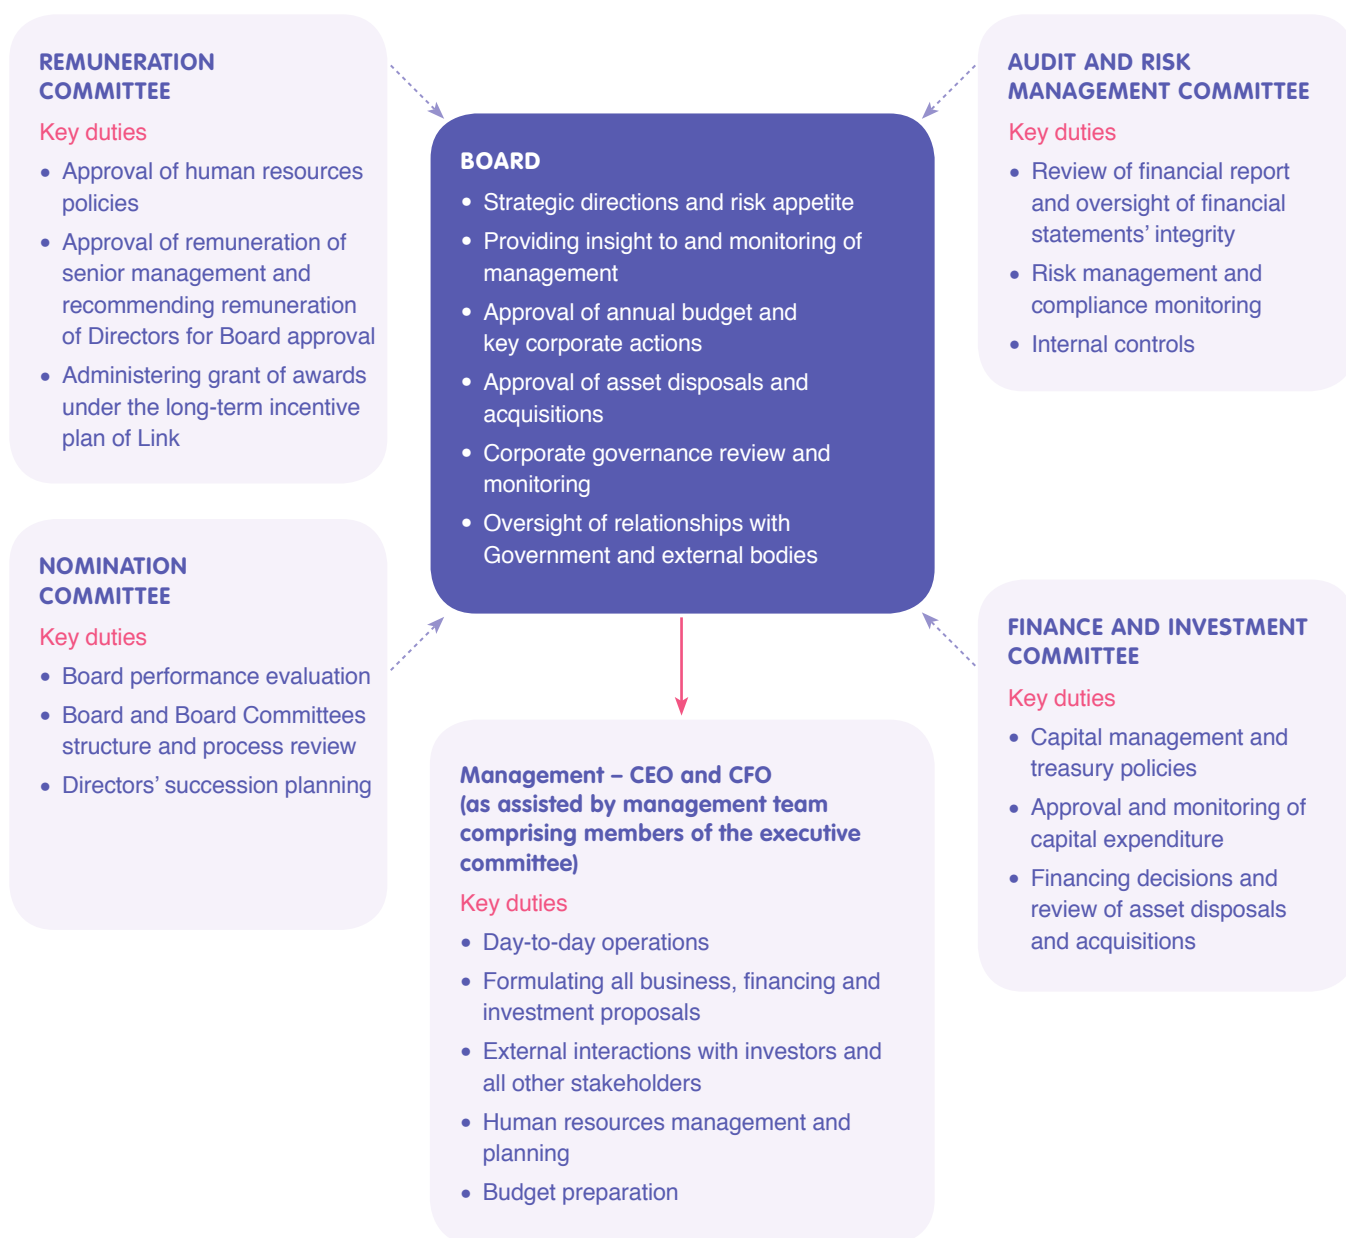 REMUNERATION
COMMITTEE
Key duties
• Approval of human resources
policies
• Approval of remuneration of
senior management and
recommending remuneration
of Directors for Board approval
• Administering grant of awards
under the long-term incentive
plan of Link
NOMINATION
COMMITTEE
Key duties
• Board performance evaluation
• Board and Board Committees
structure and process review
• Directors’ succession planning
BOARD
• Strategic directions and risk appetite
• Providing insight to and monitoring of
management
• Approval of annual budget and
key corporate actions
• Approval of asset disposals and
acquisitions
• Corporate governance review and
monitoring
• Oversight of relationships with
Government and external bodies
Management – CEO and CFO
(as assisted by management team
comprising members of the executive
committee)
Key duties
• Day-to-day operations
• Formulating all business, financing and
investment proposals
• External interactions with investors and
all other stakeholders
• Human resources management and
planning
• Budget preparation
AUDIT AND RISK
MANAGEMENT COMMITTEE
Key duties
• Review of financial report
and oversight of financial
statements’ integrity
• Risk management and
compliance monitoring
• Internal controls
FINANCE AND INVESTMENT
COMMITTEE
Key duties
• Capital management and
treasury policies
• Approval and monitoring of
capital expenditure
• Financing decisions and
review of asset disposals
and acquisitions